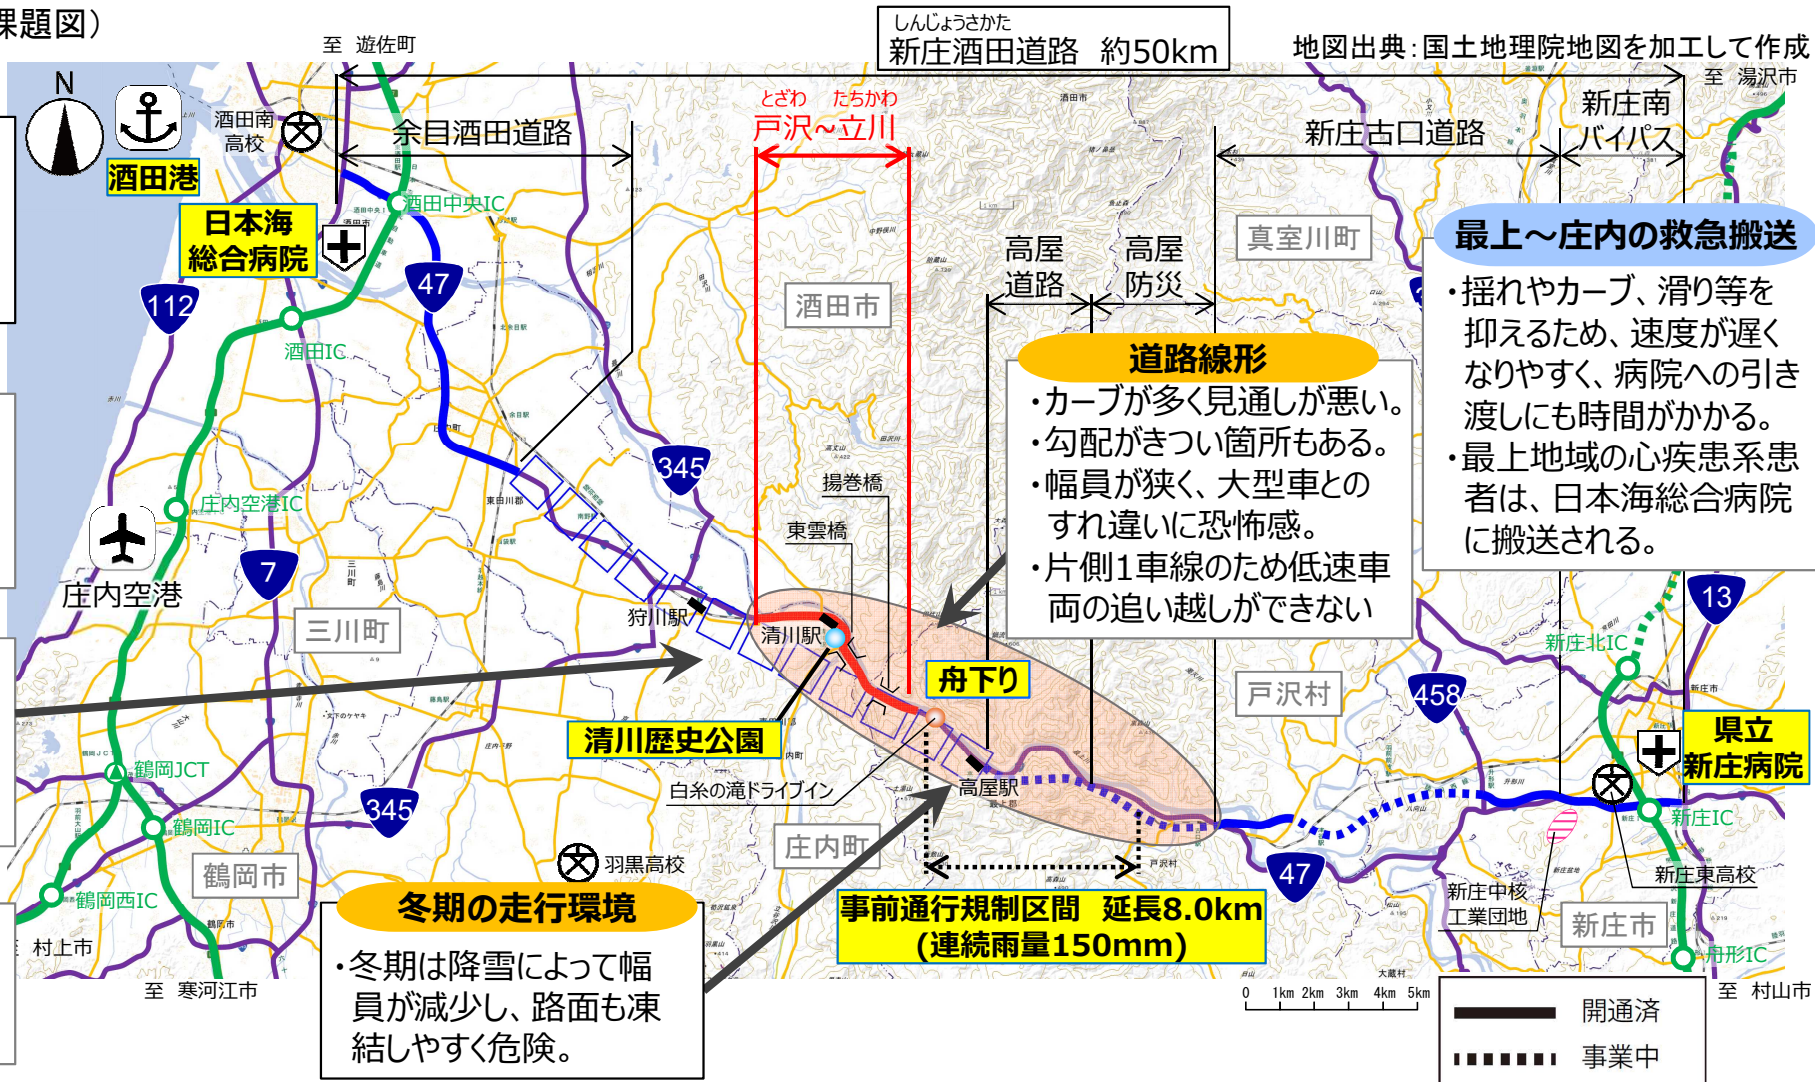 課題図）
しんじょうさかた
新庄酒田道路 約50km
地図出典：国土地理院地図を加工して作成
至 遊佐町
至 湯沢市
N
酒田南
高校
酒田港
余目酒田道路
とざわ たちかわ
戸沢～立川
新庄古口道路
新庄南
バイパス
酒田市
酒田中央IC
日本海
総合病院
47
112
酒田IC
酒田市
高屋
道路
高屋
防災
真室川町
最上～庄内の救急搬送
・揺れやカーブ、滑り等を
抑えるため、速度が遅く
なりやすく、病院への引き
渡しにも時間がかかる。
・最上地域の心疾患系患
者は、日本海総合病院
に搬送される。
道路線形
・カーブが多く見通しが悪い。
・勾配がきつい箇所もある。
・幅員が狭く、大型車との
すれ違いに恐怖感。
・片側1車線のため低速車
両の追い越しができない
345
揚巻橋
東雲橋
庄内空港IC
庄内空港
7
三川町
狩川駅
清川駅
舟下り
清川歴史公園
白糸の滝ドライブイン
高屋駅
戸沢村
458
13
新庄北IC
新庄市
県立
新庄病院
新庄IC
新庄東高校
新庄中核
工業団地
新庄市
舟形IC
47
鶴岡JCT
345
鶴岡IC
鶴岡市
鶴岡西IC
羽黒高校
庄内町
戸沢村
事前通行規制区間 延長8.0km
(連続雨量150mm)
冬期の走行環境
・冬期は降雪によって幅
員が減少し、路面も凍
結しやすく危険。
村上市
至 寒河江市
大蔵村
至 村山市
0 1km 2km 3km 4km 5km
開通済
事業中